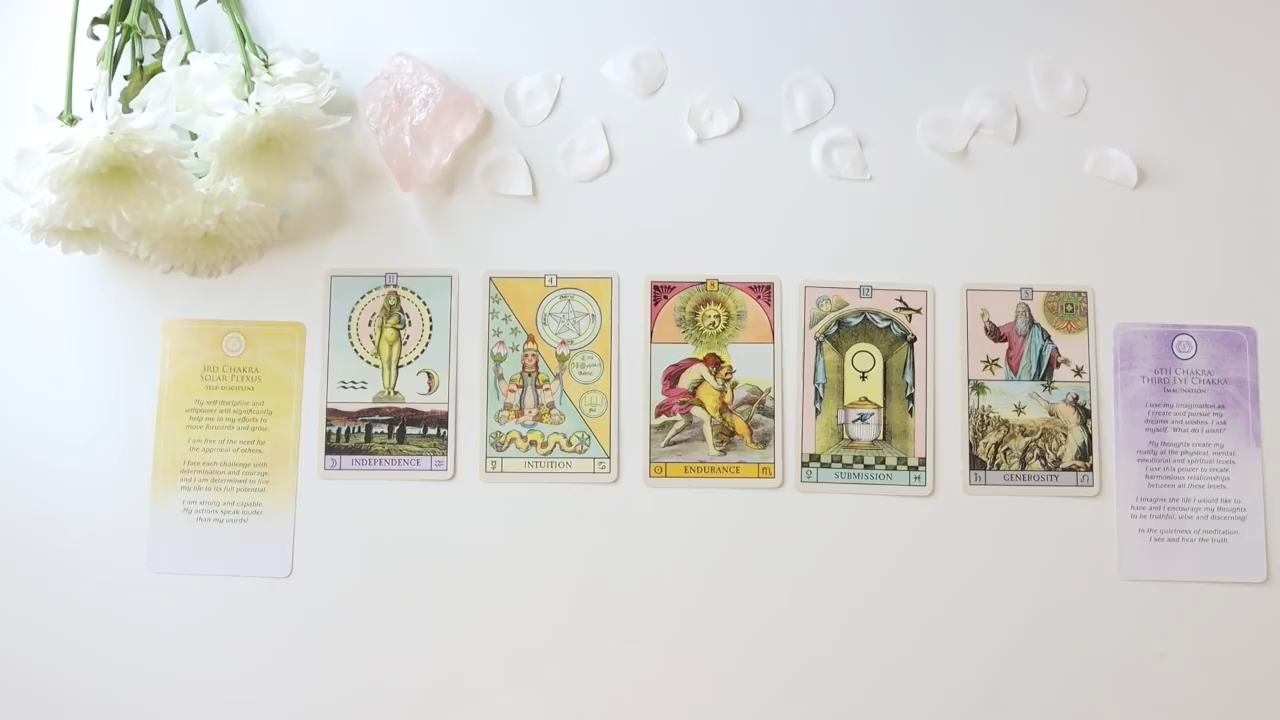 3RD CHAKRA:
SOLAR PLEXUS
SELF-DISCIPLINE
My self-discipline and
willpower will significantly
help me in my efforts to
move forwards and grow.
I am free of the need for
the approval of others.
I face each challenge with
determination and courage,
and I am determined to live
my life to its full potential.
I am strong and capable.
My actions speak louder
than my words!
11
INDEPENDENCE
4
INTUITION
8
ENDURANCE
12
SUBMISSION
5
GENEROSITY
6TH CHAKRA:
THIRD EYE CHAKRA
IMAGINATION
I use my imagination as
I create and pursue my
dreams and wishes. I ask
myself, 'What do I want?'
My thoughts create my
reality at the physical, mental,
emotional and spiritual levels.
I use this power to create
harmonious relationships
between all these levels.
I imagine the life I would like to
have and I encourage my thoughts
to be truthful, wise and discerning!
In the quietness of meditation,
I see and hear the truth.